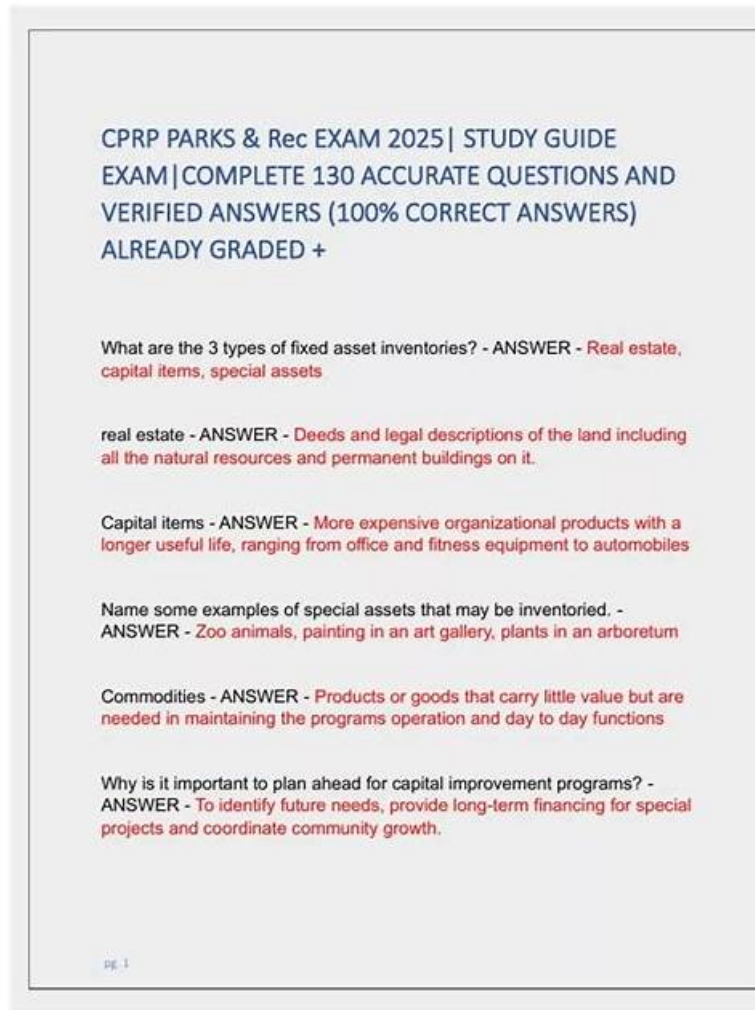 CPRP PARKS & Rec EXAM 2025| STUDY GUIDE
EXAM|COMPLETE 130 ACCURATE QUESTIONS AND
VERIFIED ANSWERS (100% CORRECT ANSWERS)
ALREADY GRADED +
What are the 3 types of fixed asset inventories? - ANSWER - Real estate,
capital items, special assets
real estate - ANSWER - Deeds and legal descriptions of the land including
all the natural resources and permanent buildings on it.
Capital items - ANSWER - More expensive organizational products with a
longer useful life, ranging from office and fitness equipment to automobiles
Name some examples of special assets that may be inventoried. -
ANSWER - Zoo animals, painting in an art gallery, plants in an arboretum
Commodities - ANSWER - Products or goods that carry little value but are
needed in maintaining the programs operation and day to day functions
Why is it important to plan ahead for capital improvement programs? -
ANSWER - To identify future needs, provide long-term financing for special
projects and coordinate community growth.
pg. 1